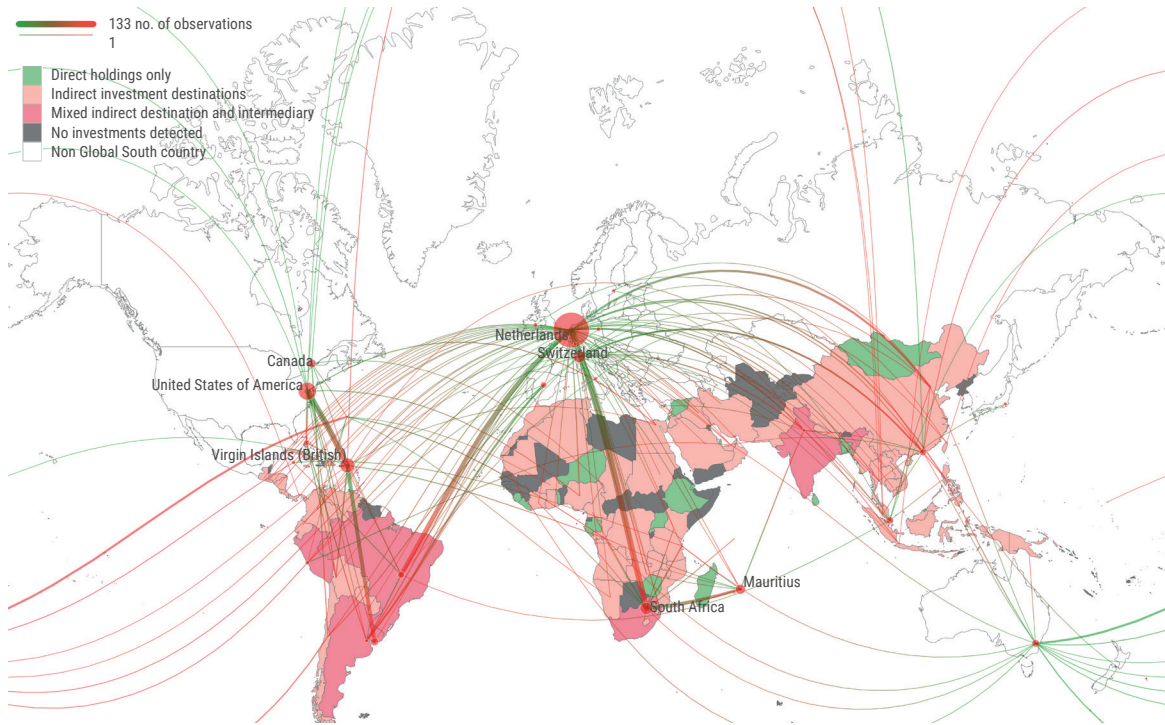 133 no. of observations
1
Direct holdings only
Indirect investment destinations
Mixed indirect destination and intermediary
No investments detected
Non Global South country
Netherlands
Switzerland
Canada
United States of America
Virgin Islands (British)
Mauritius
South Africa